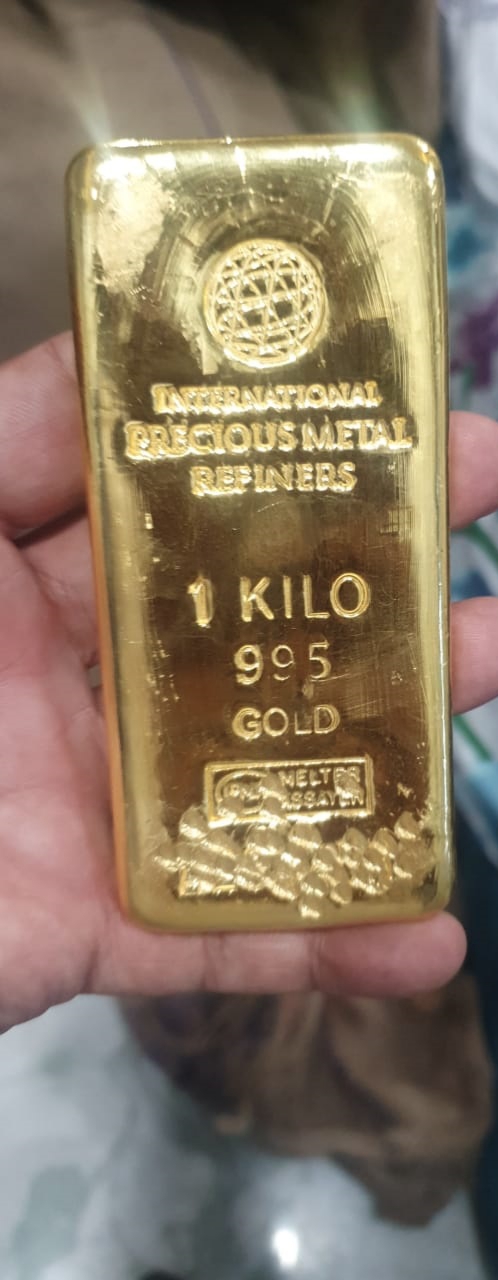 INTERNATIONAL
PRECIOUS METAL
REFINERS
1 KILO
995
GOLD
MELTER
ASSAYER